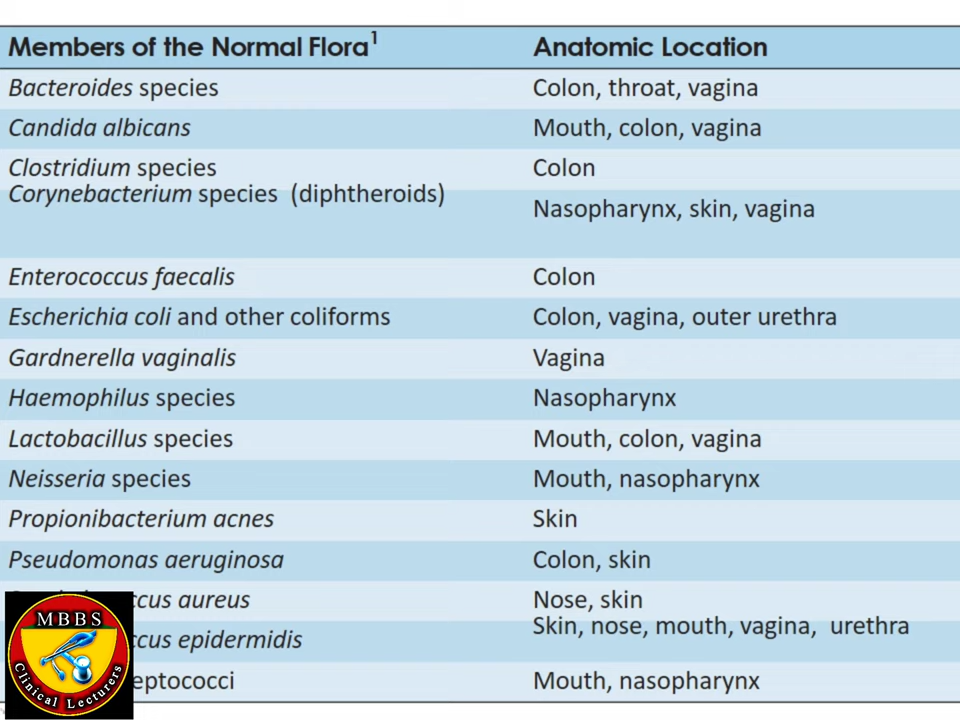 Members of the Normal Flora1 Anatomic Location
Bacteroides species Colon, throat, vagina
Candida albicans Mouth, colon, vagina
Clostridium species Colon
Corynebacterium species (diphtheroids) Nasopharynx, skin, vagina
Enterococcus faecalis Colon
Escherichia coli and other coliforms Colon, vagina, outer urethra
Gardnerella vaginalis Vagina
Haemophilus species Nasopharynx
Lactobacillus species Mouth, colon, vagina
Neisseria species Mouth, nasopharynx
Propionibacterium acnes Skin
Pseudomonas aeruginosa Colon, skin
aureus Nose, skin
epidermidis Skin, nose, mouth, vagina, urethra
Mouth, nasopharynx
MBBS
Clinical Lecturers